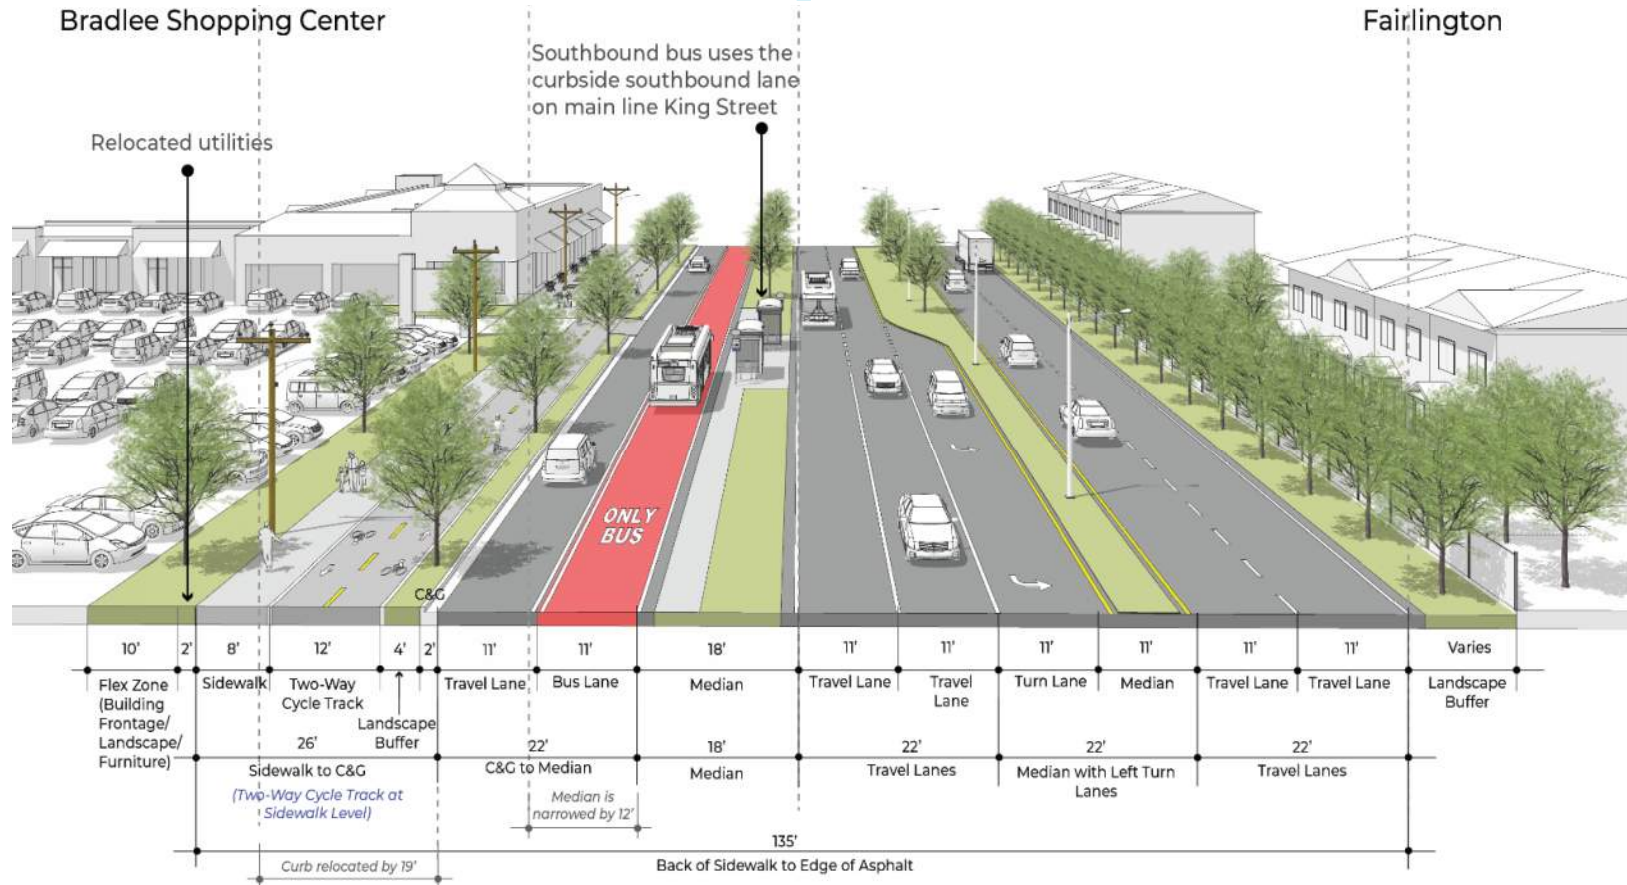 Bradlee Shopping Center
Fairlington
Southbound bus uses the
curbside southbound lane
on main line King Street
Relocated utilities
ONLY
BUS
C&G
10'
2'
8'
12'
4'
2'
11'
11'
18'
11'
11'
11'
11'
11'
11'
Varies
Flex Zone
(Building
Frontage/
Landscape/
Furniture)
Sidewalk
Two-Way
Cycle Track
Landscape
Buffer
Travel Lane
Bus Lane
Median
Travel Lane
Travel
Lane
Turn Lane
Median
Travel Lane
Travel Lane
Landscape
Buffer
26'
Sidewalk to C&G
(Two-Way Cycle Track at
Sidewalk Level)
22'
C&G to Median
18'
Median
22'
Travel Lanes
22'
Median with Left Turn
Lanes
22'
Travel Lanes
Median is
narrowed by 12'
135'
Back of Sidewalk to Edge of Asphalt
Curb relocated by 19'